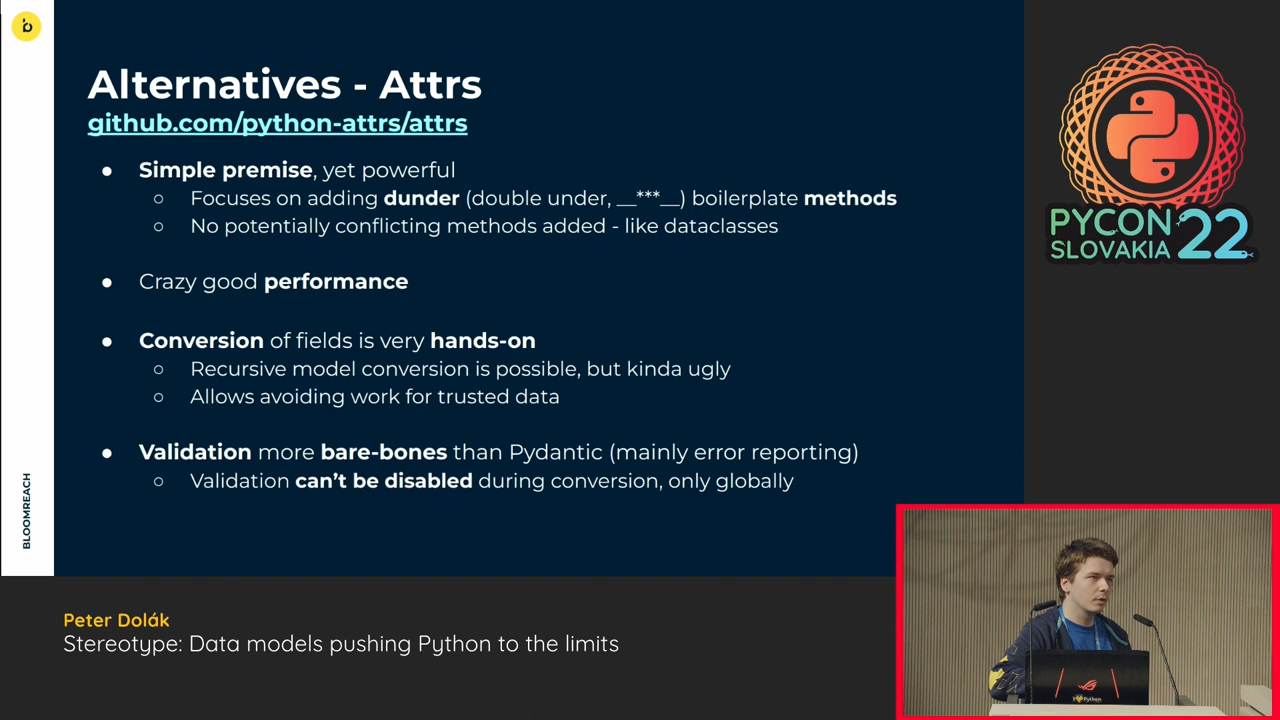 Alternatives - Attrs
github.com/python-attrs/attrs
● Simple premise, yet powerful
○ Focuses on adding dunder (double under, __***__) boilerplate methods
○ No potentially conflicting methods added - like dataclasses
● Crazy good performance
● Conversion of fields is very hands-on
○ Recursive model conversion is possible, but kinda ugly
○ Allows avoiding work for trusted data
● Validation more bare-bones than Pydantic (mainly error reporting)
○ Validation can't be disabled during conversion, only globally
BLOOMREACH
b
PYCON
SLOVAKIA 22
Peter Dolák
Stereotype: Data models pushing Python to the limits